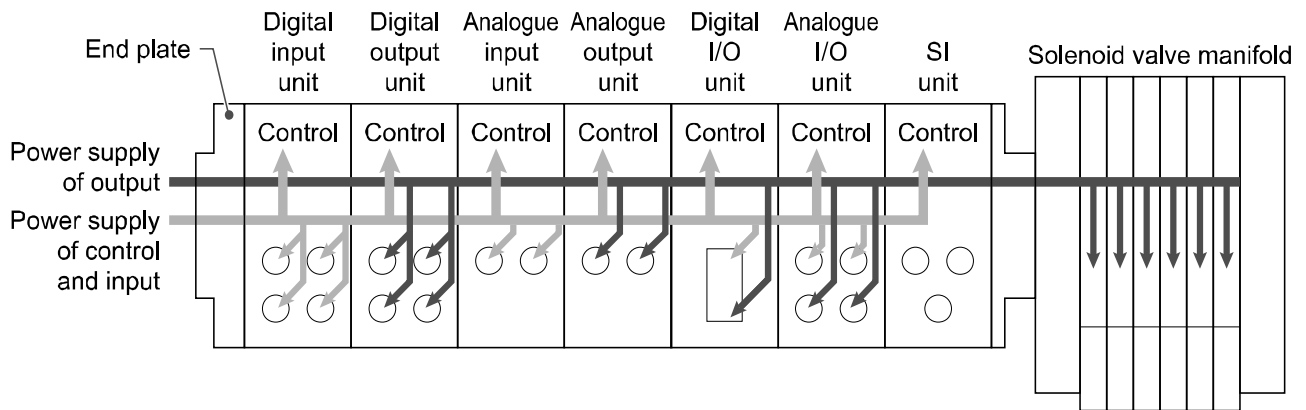 End plate
Digital
input
unit
Digital
output
unit
Analogue
input
unit
Analogue
output
unit
Digital
I/O
unit
Analogue
I/O
unit
SI
unit
Solenoid valve manifold
Control
Control
Control
Control
Control
Control
Control
Power supply
of output
Power supply
of control
and input